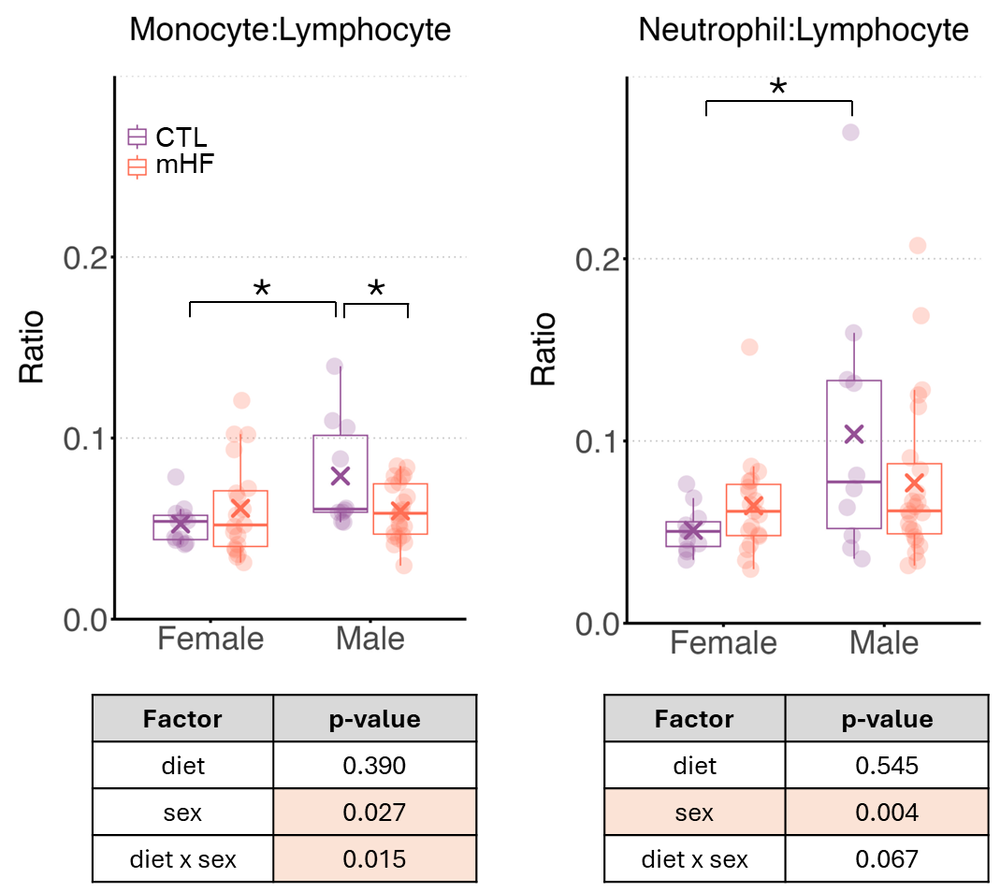 Monocyte:Lymphocyte
CTL
mHF
*
*
0.2
0.1
0.0
Ratio
Female
Male
Factor p-value
diet 0.390
sex 0.027
diet x sex 0.015
Neutrophil:Lymphocyte
*
0.2
0.1
0.0
Ratio
Female
Male
Factor p-value
diet 0.545
sex 0.004
diet x sex 0.067